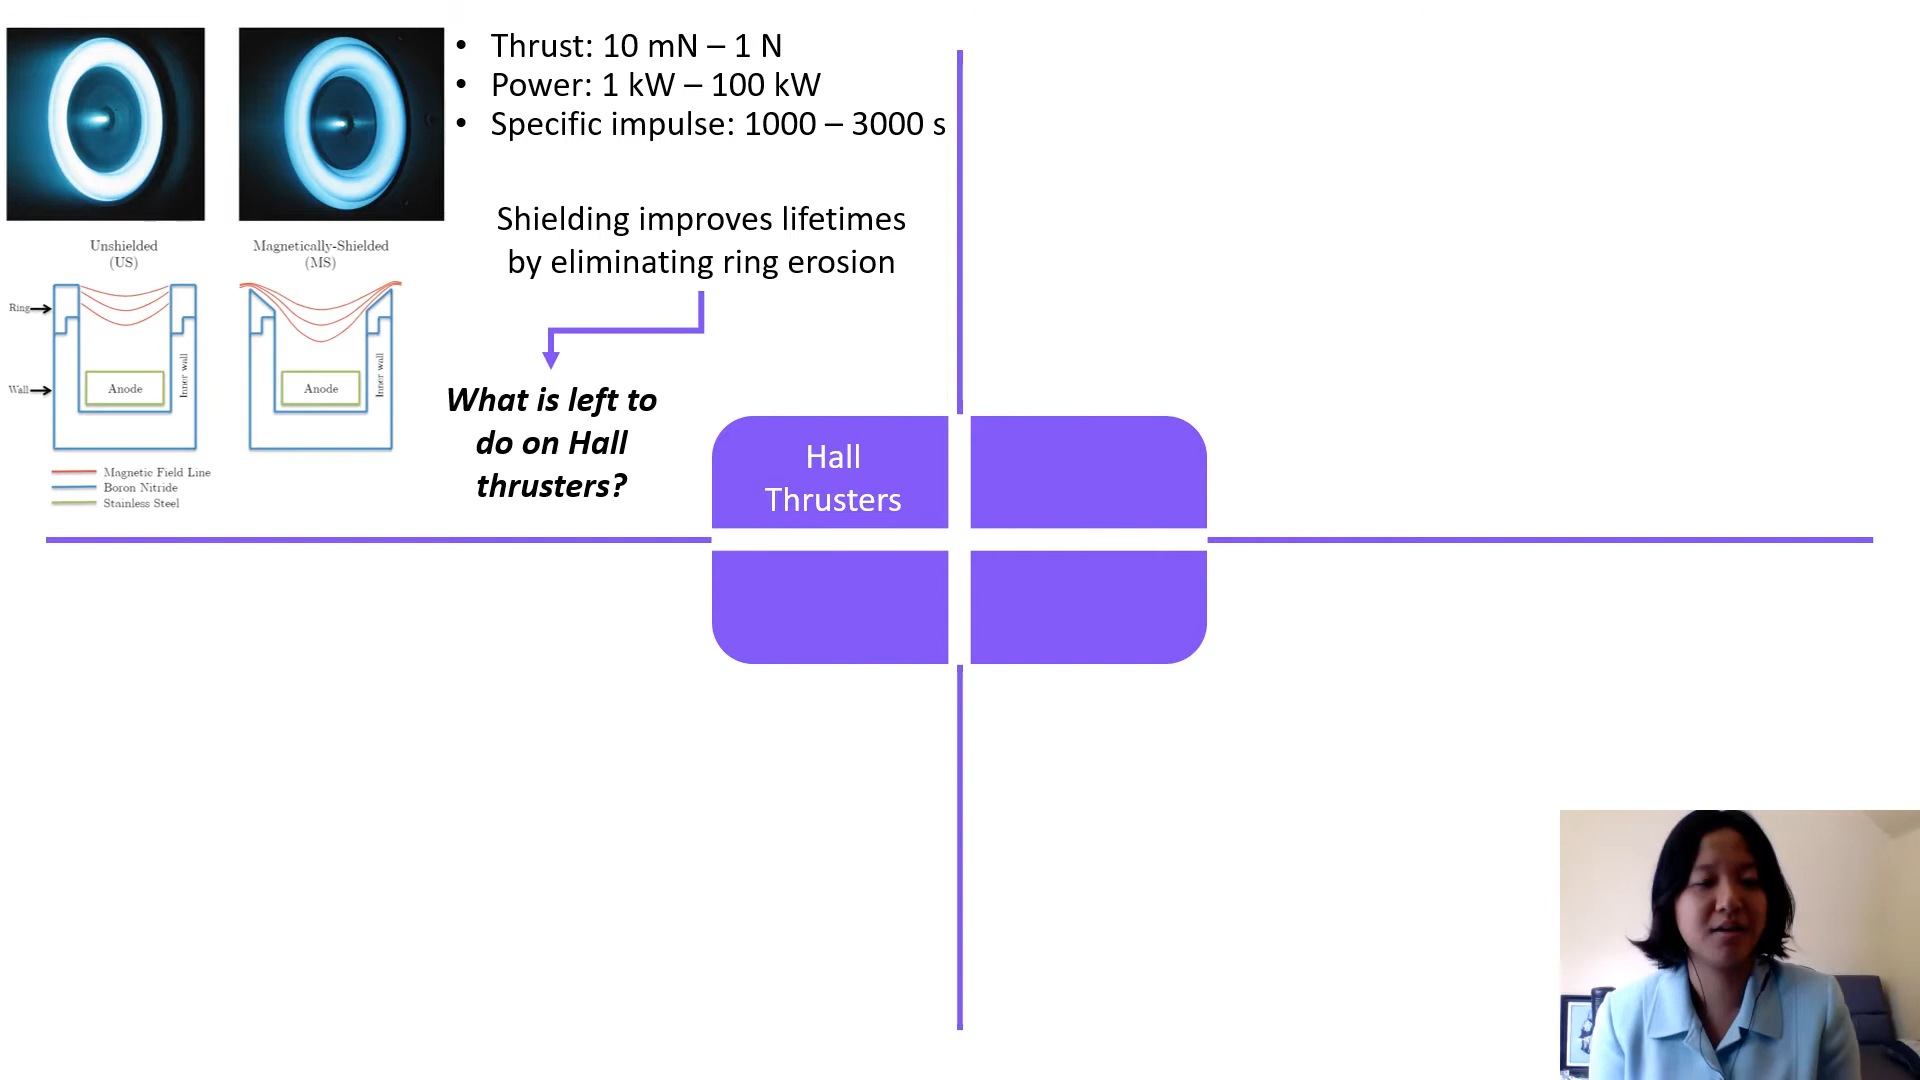 • Thrust: 10 mN – 1 N
• Power: 1 kW – 100 kW
• Specific impulse: 1000 – 3000 s
Shielding improves lifetimes
by eliminating ring erosion
Unshielded
(US)
Magnetically-Shielded
(MS)
Ring
Wall
Anode
Inner wall
Anode
Inner wall
Magnetic Field Line
Boron Nitride
Stainless Steel
What is left to
do on Hall
thrusters?
Hall
Thrusters